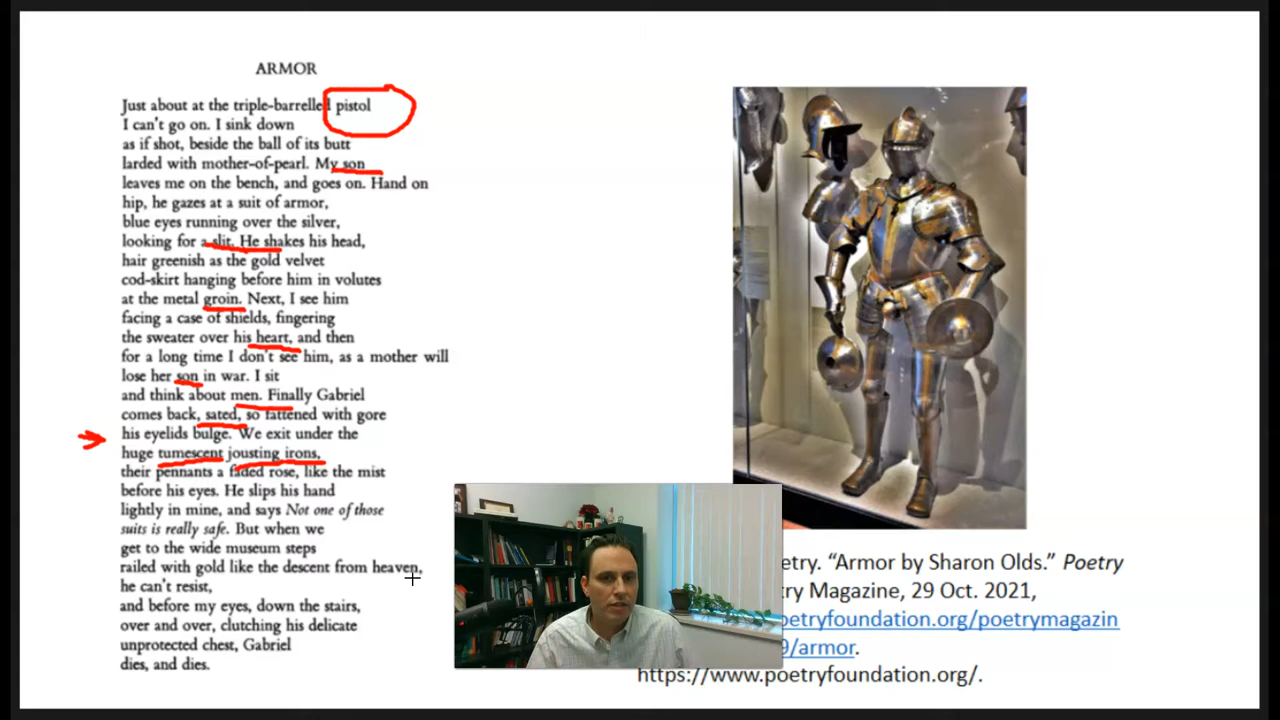 ARMOR
Just about at the triple-barrelled pistol
I can't go on. I sink down
as if shot, beside the ball of its butt
larded with mother-of-pearl. My son
leaves me on the bench, and goes on. Hand on
hip, he gazes at a suit of armor,
blue eyes running over the silver,
looking for a slit. He shakes his head,
hair greenish as the gold velvet
cod-skirt hanging before him in volutes
at the metal groin. Next, I see him
facing a case of shields, fingering
the sweater over his heart, and then
for a long time I don't see him, as a mother will
lose her son in war. I sit
and think about men. Finally Gabriel
comes back, sated, so fattened with gore
his eyelids bulge. We exit under the
huge tumescent jousting irons,
their pennants a faded rose, like the mist
before his eyes. He slips his hand
lightly in mine, and says Not one of those
suits is really safe. But when we
get to the wide museum steps
railed with gold like the descent from heaven,
he can't resist,
and before my eyes, down the stairs,
over and over, clutching his delicate
unprotected chest, Gabriel
dies, and dies.
etry. “Armor by Sharon Olds.” Poetry
try Magazine, 29 Oct. 2021,
oetryfoundation.org/poetrymagazin
9/armor.
https://www.poetryfoundation.org/.